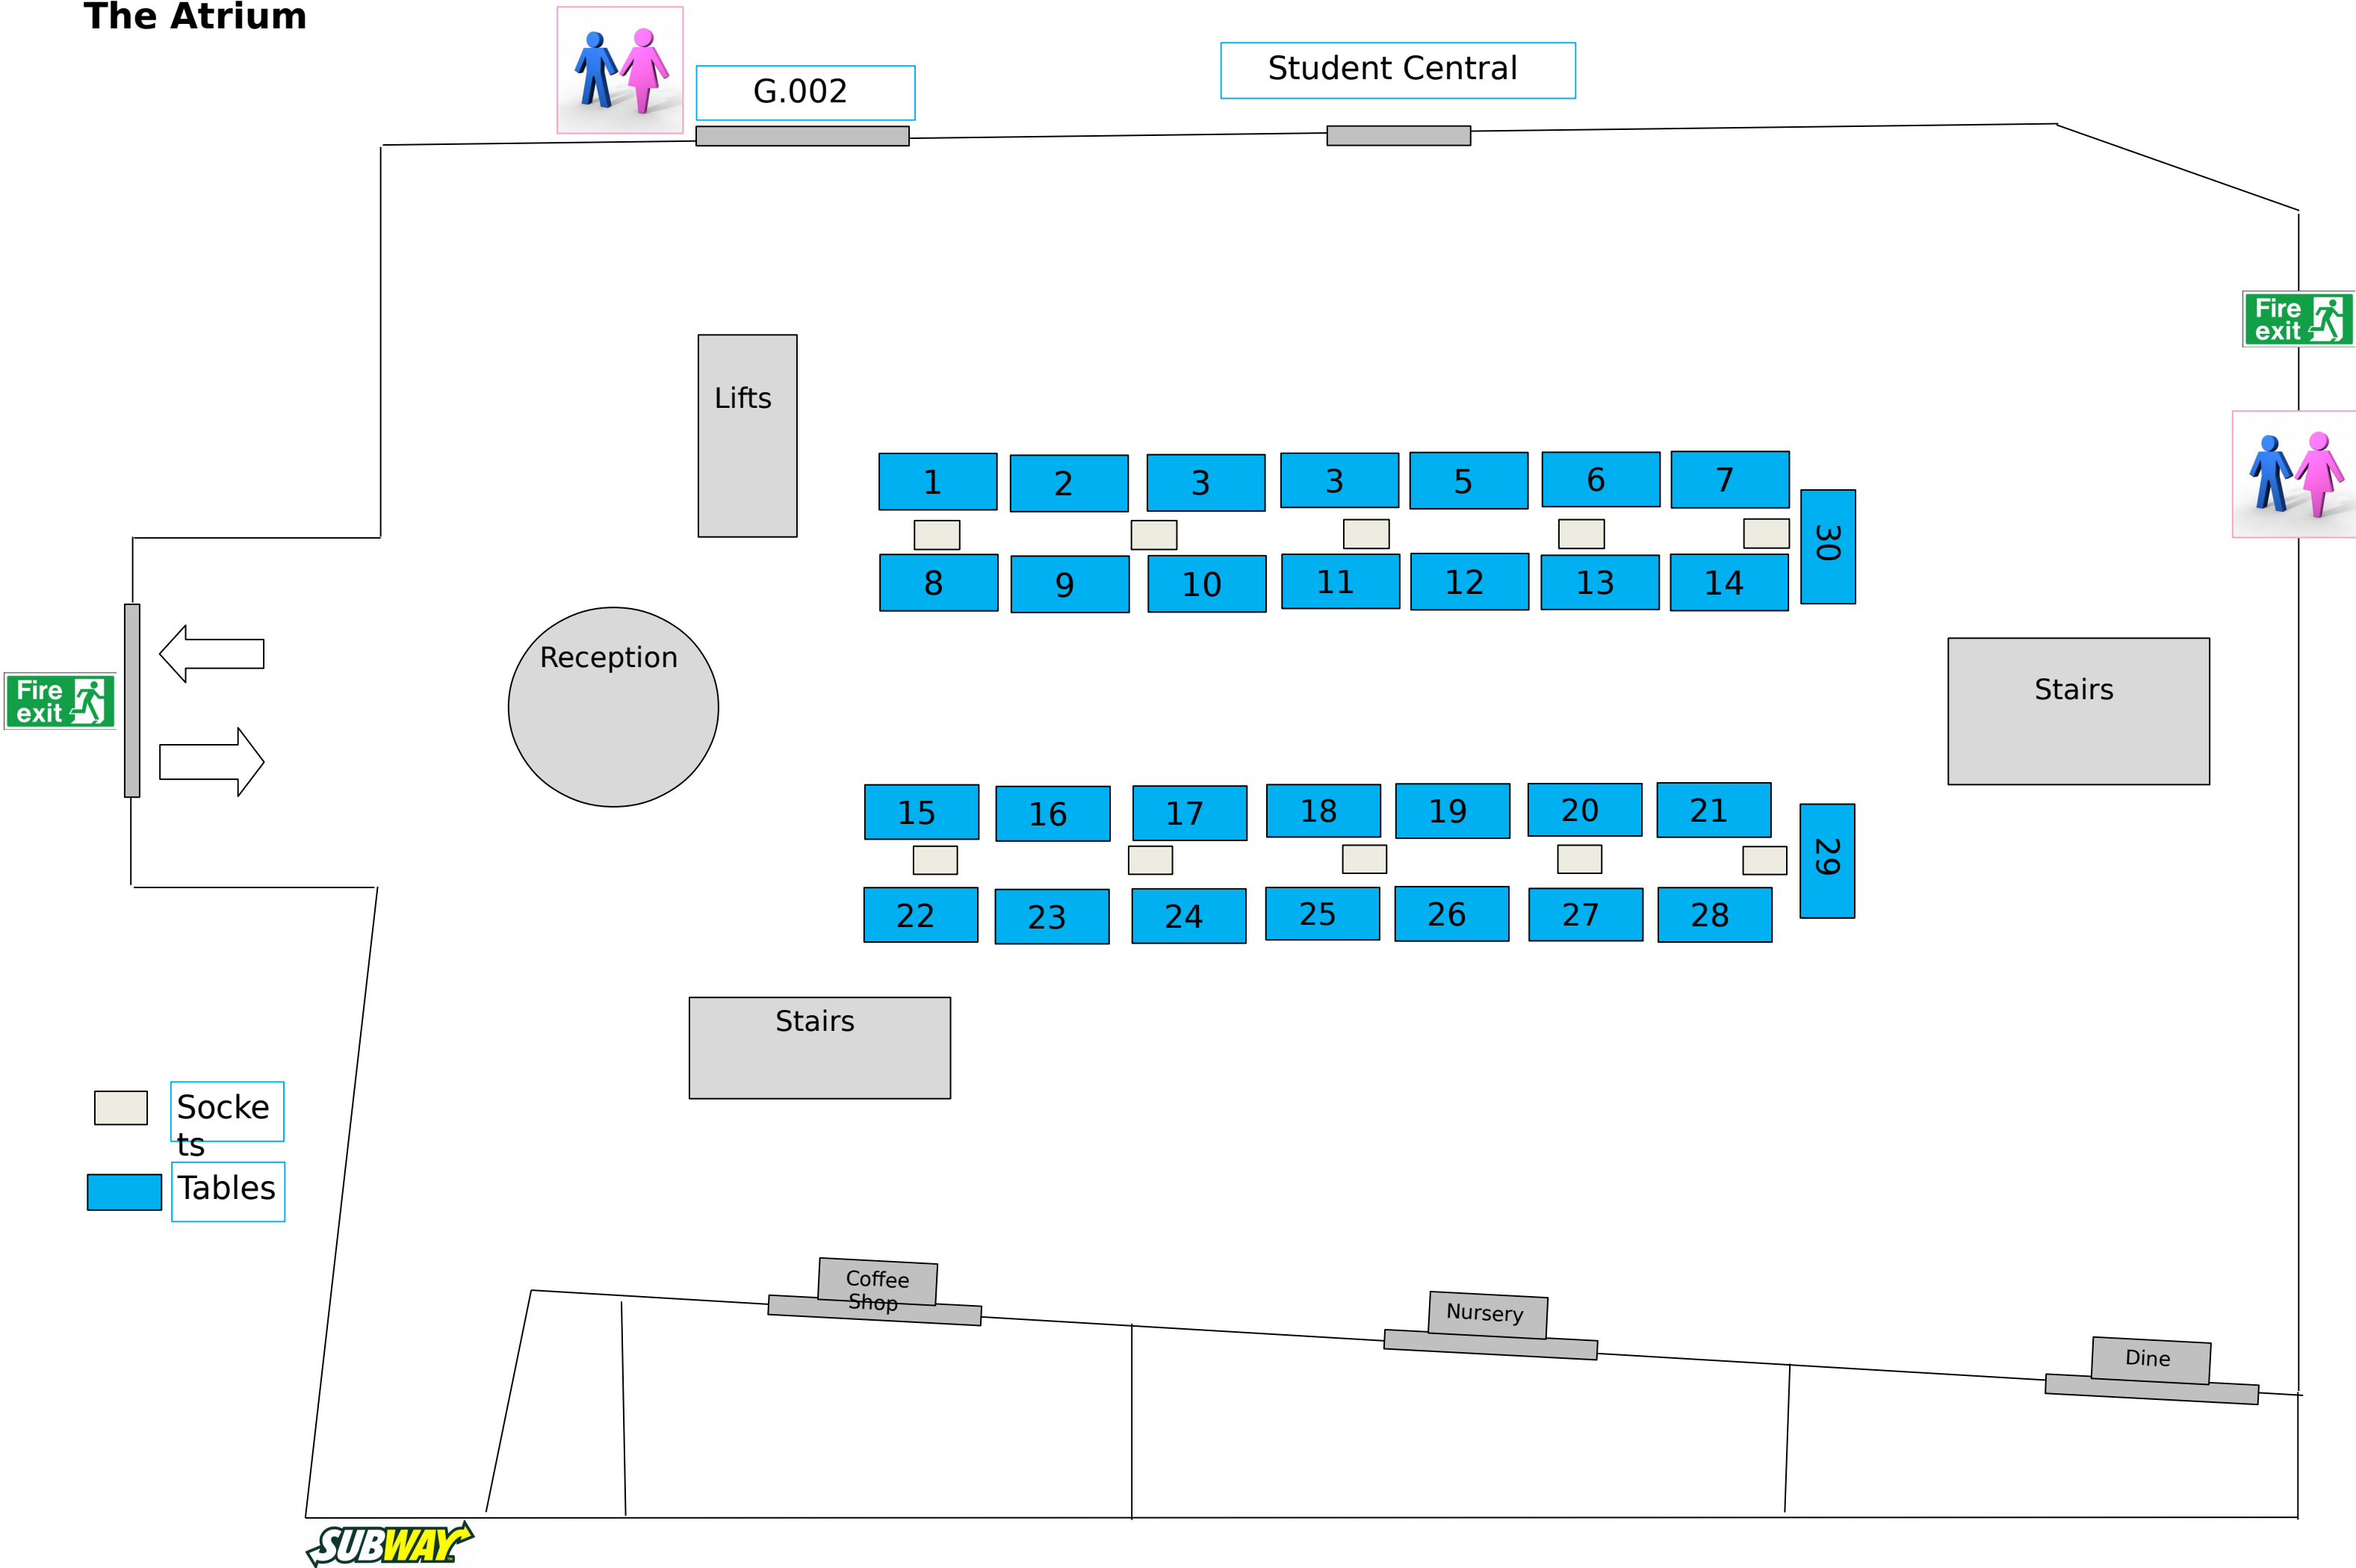 The Atrium
G.002
Student Central
Fire
exit
Lifts
1 2 3 3 5 6 7
30
8 9 10 11 12 13 14
Reception
Stairs
Fire
exit
15 16 17 18 19 20 21
29
22 23 24 25 26 27 28
Stairs
Socke
ts
Tables
Coffee
Shop
Nursery
Dine
SUBWAY